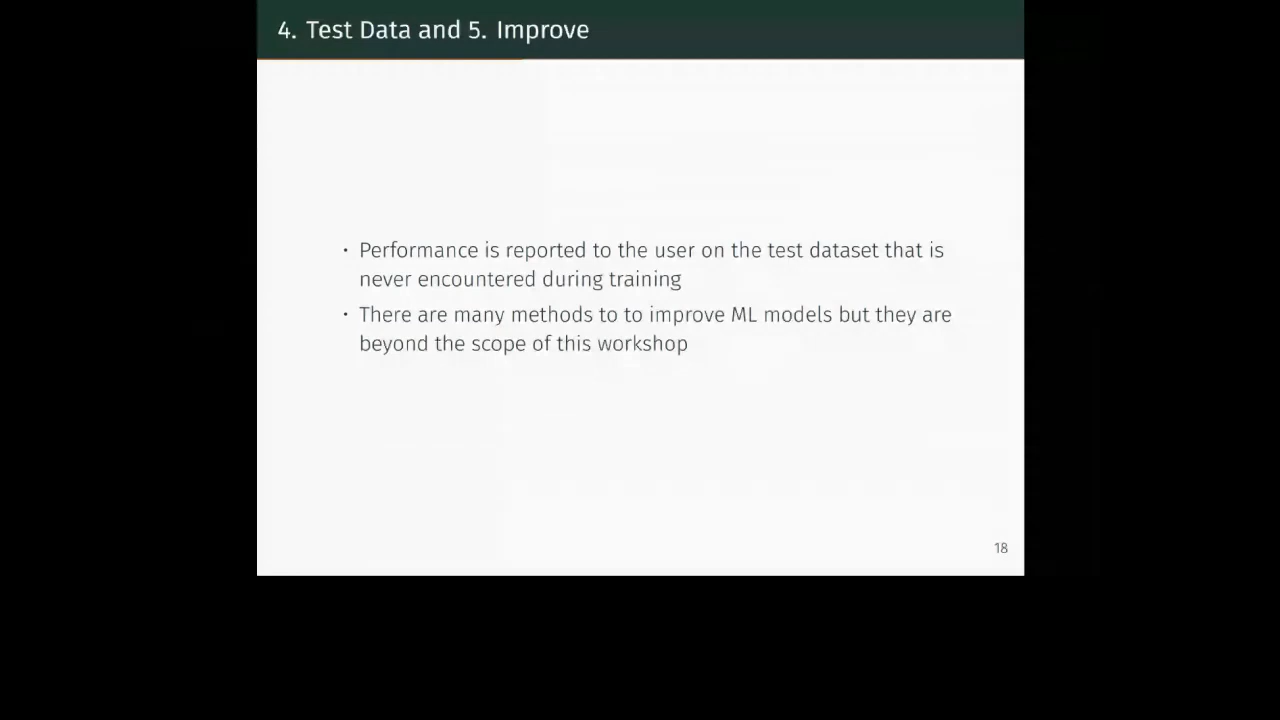 4. Test Data and 5. Improve
• Performance is reported to the user on the test dataset that is
never encountered during training
• There are many methods to to improve ML models but they are
beyond the scope of this workshop
18